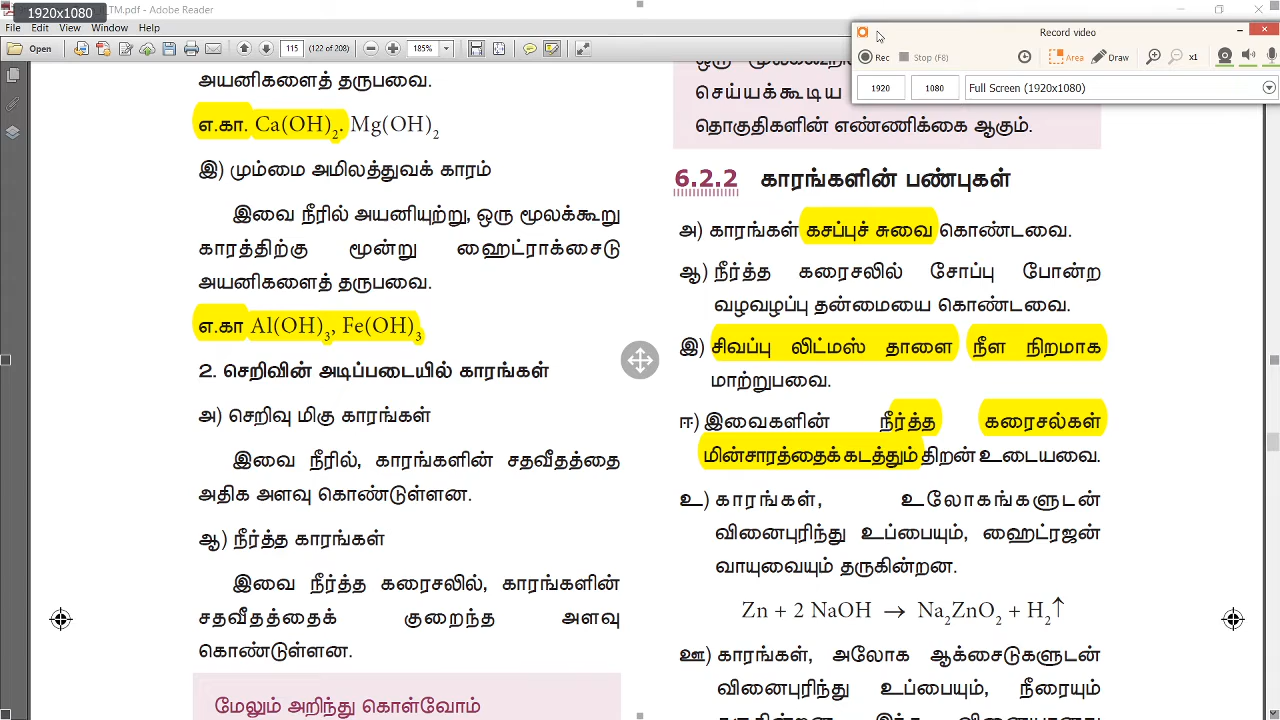 1920x1080
_TM.pdf - Adobe Reader
File Edit View Window Help
Open 115 (122 of 208) 185%
Record video
Rec Stop (F8) Area Draw x1
1920 1080 Full Screen (1920x1080)
அயனிகளைத் தருபவை.
எ.கா. Ca(OH)₂. Mg(OH)₂
இ) மும்மை அமிலத்துவக் காரம்
இவை நீரில் அயனியுற்று, ஒரு மூலக்கூறு
காரத்திற்கு மூன்று ஹைட்ராக்சைடு
அயனிகளைத் தருபவை.
எ.கா Al(OH)₃, Fe(OH)₃
2. செறிவின் அடிப்படையில் காரங்கள்
அ) செறிவு மிகு காரங்கள்
இவை நீரில், காரங்களின் சதவீதத்தை
அதிக அளவு கொண்டுள்ளன.
ஆ) நீர்த்த காரங்கள்
இவை நீர்த்த கரைசலில், காரங்களின்
சதவீதத்தைக் குறைந்த அளவு
கொண்டுள்ளன.
மேலும் அறிந்து கொள்வோம்
செய்யக்கூடிய
தொகுதிகளின் எண்ணிக்கை ஆகும்.
6.2.2 காரங்களின் பண்புகள்
அ) காரங்கள் கசப்புச் சுவை கொண்டவை.
ஆ) நீர்த்த கரைசலில் சோப்பு போன்ற
வழவழப்பு தன்மையை கொண்டவை.
இ) சிவப்பு லிட்மஸ் தாளை நீள நிறமாக
மாற்றுபவை.
ஈ) இவைகளின் நீர்த்த கரைசல்கள்
மின்சாரத்தைக் கடத்தும் திறன் உடையவை.
உ) காரங்கள், உலோகங்களுடன்
வினைபுரிந்து உப்பையும், ஹைட்ரஜன்
வாயுவையும் தருகின்றன.
Zn + 2 NaOH → Na₂ZnO₂ + H₂↑
ஊ) காரங்கள், அலோக ஆக்சைடுகளுடன்
வினைபுரிந்து உப்பையும், நீரையும்